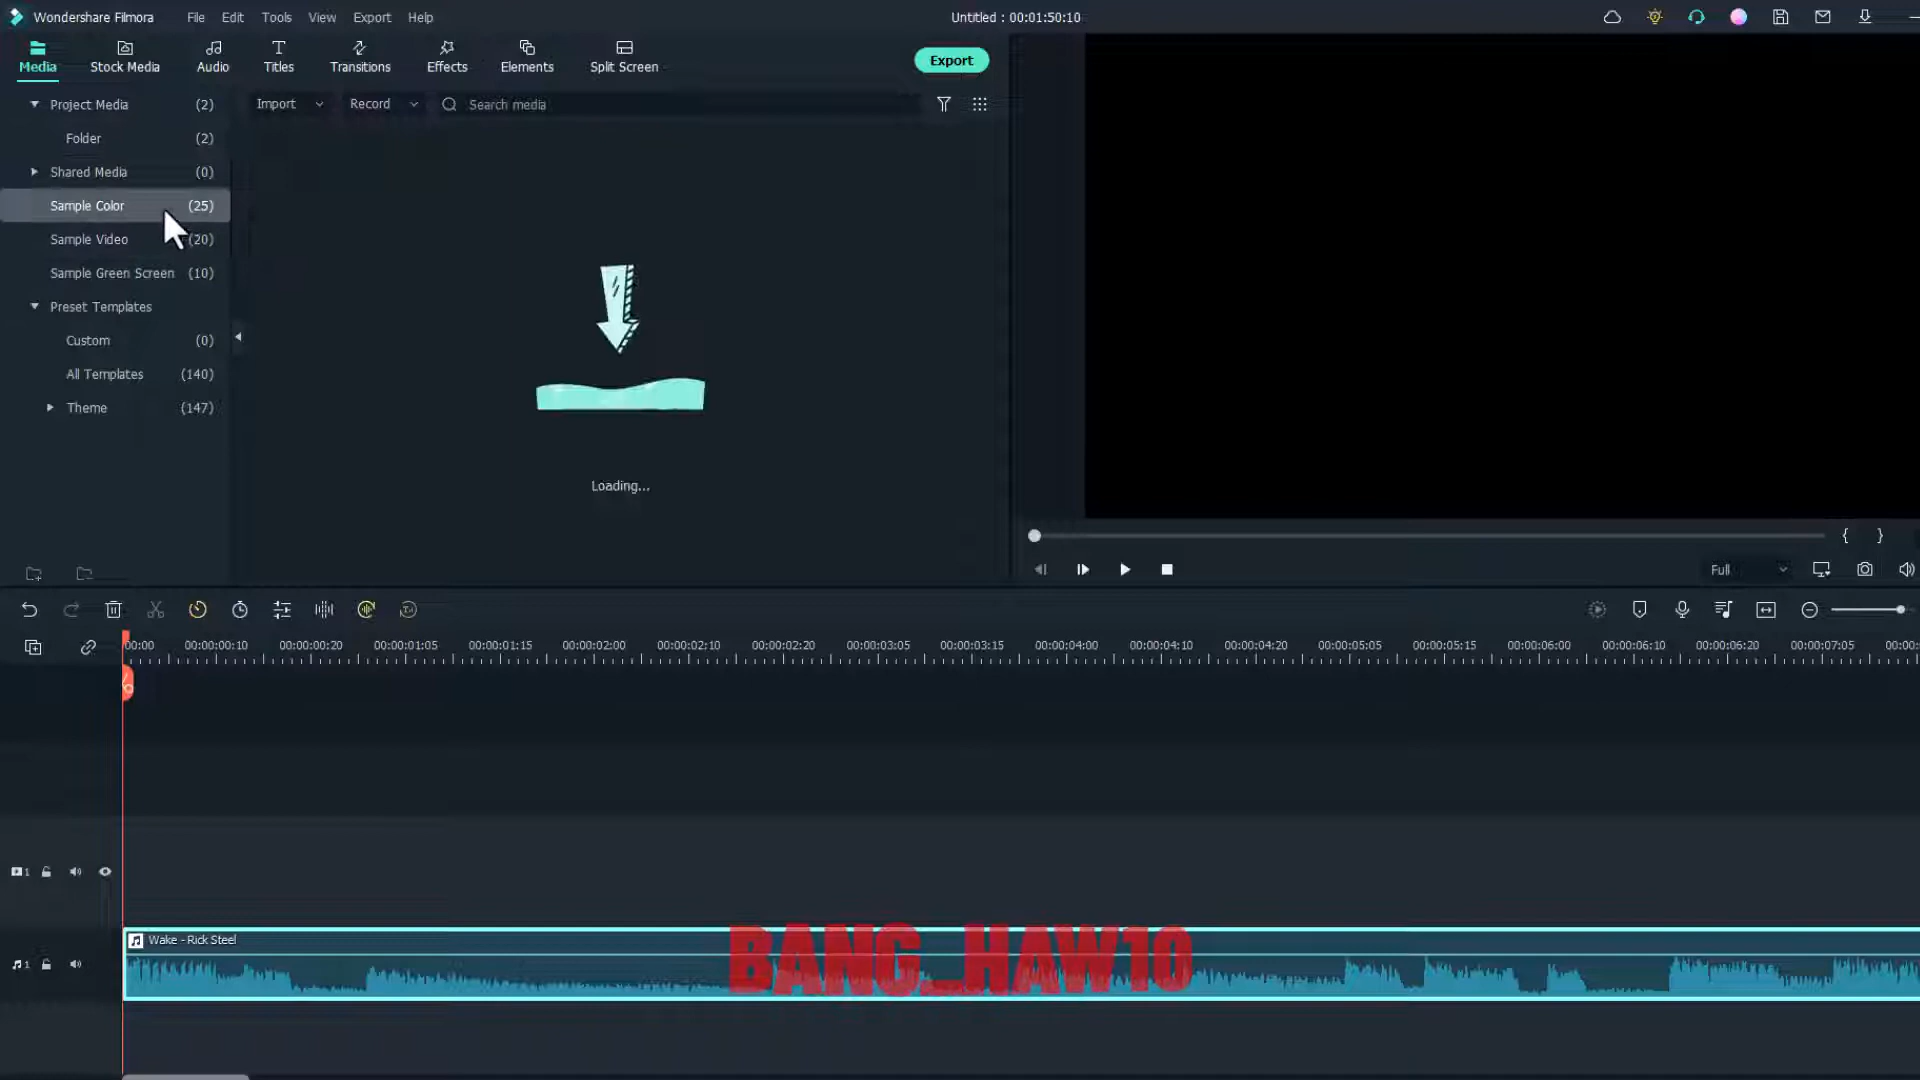 Wondershare Filmora File Edit Tools View Export Help Untitled : 00:01:50:10
Media Stock Media Audio Titles Transitions Effects Elements Split Screen Export
Project Media (2) Import Record Search media
Folder (2)
Shared Media (0)
Sample Color (25)
Sample Video (20)
Sample Green Screen (10)
Preset Templates
Custom (0)
All Templates (140)
Theme (147)
Loading...
{ }
Full
00:00 00:00:00:10 00:00:00:20 00:00:01:05 00:00:01:15 00:00:02:00 00:00:02:10 00:00:02:20 00:00:03:05 00:00:03:15 00:00:04:00 00:00:04:10 00:00:04:20 00:00:05:05 00:00:05:15 00:00:06:00 00:00:06:10 00:00:06:20 00:00:07:05 00:00:0
1
Wake - Rick Steel
BANG_HAW10
1